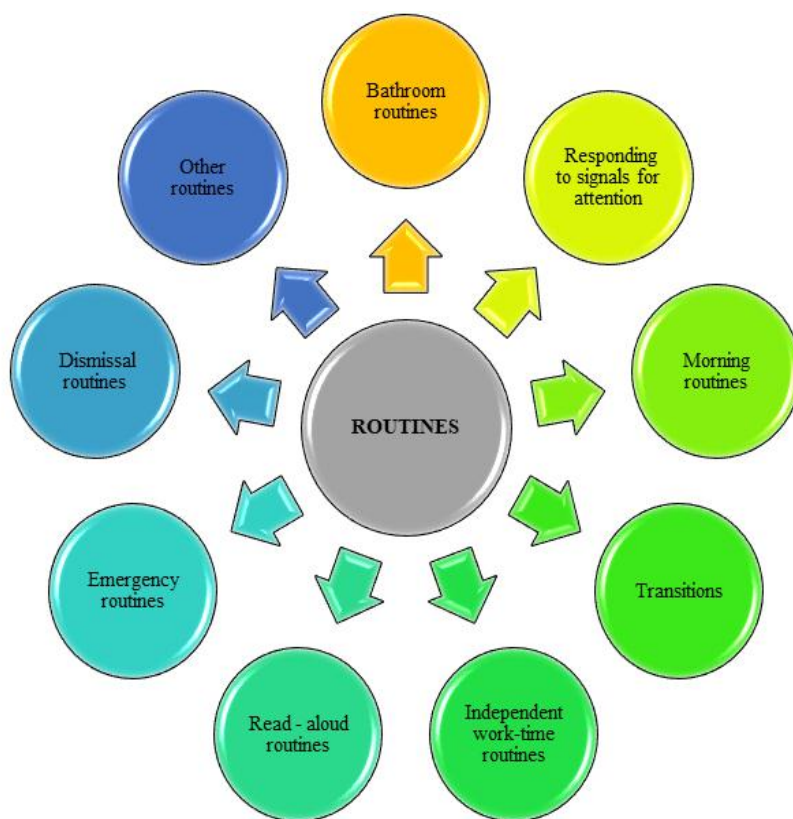 Bathroom
routines
Responding
to signals for
attention
Morning
routines
Transitions
Independent
work-time
routines
Read - aloud
routines
Emergency
routines
Dismissal
routines
Other
routines
ROUTINES